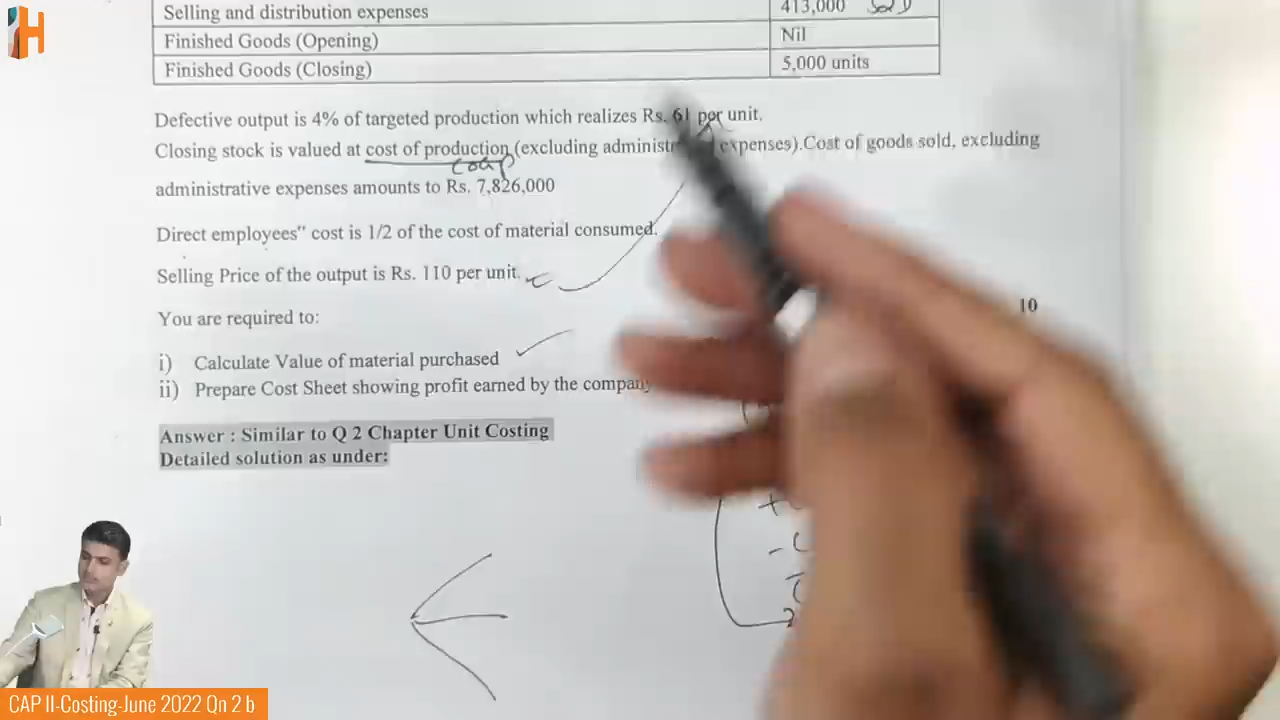 H
Selling and distribution expenses 413,000 Sold
Finished Goods (Opening) Nil
Finished Goods (Closing) 5,000 units
Defective output is 4% of targeted production which realizes Rs. 61 per unit.
Closing stock is valued at cost of production (excluding expenses).Cost of goods sold, excluding
COGP
administrative expenses amounts to Rs. 7,826,000
Direct employees" cost is 1/2 of the cost of material consumed.
Selling Price of the output is Rs. 110 per unit.
You are required to:
10
i) Calculate Value of material purchased
ii) Prepare Cost Sheet showing profit earned by the company
Answer : Similar to Q 2 Chapter Unit Costing
Detailed solution as under:
CAP II-Costing-June 2022 Qn 2 b